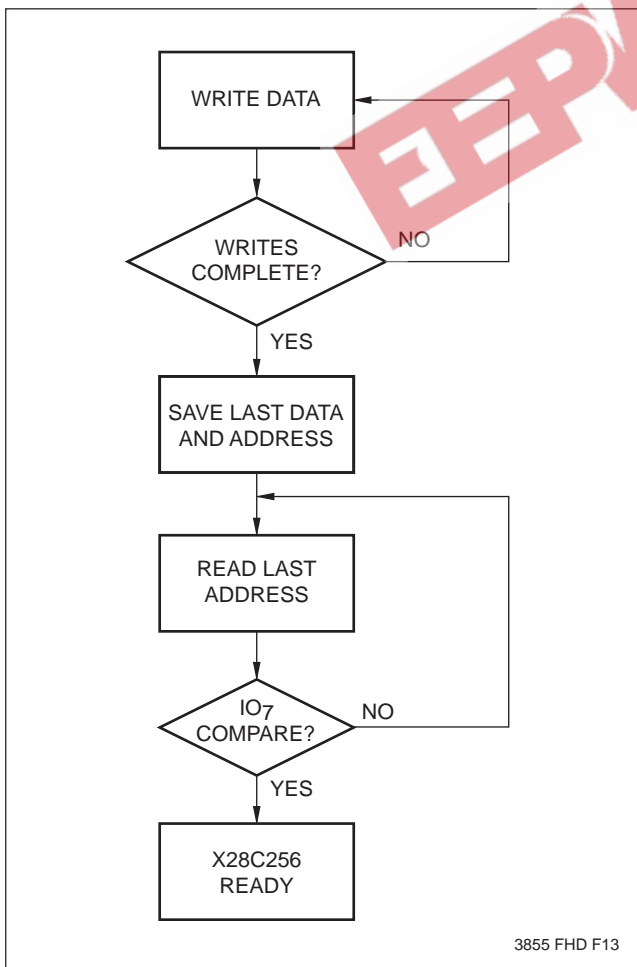 WRITE DATA
WRITES
COMPLETE?
NO
YES
SAVE LAST DATA
AND ADDRESS
READ LAST
ADDRESS
IO7
COMPARE?
NO
YES
X28C256
READY
3855 FHD F13